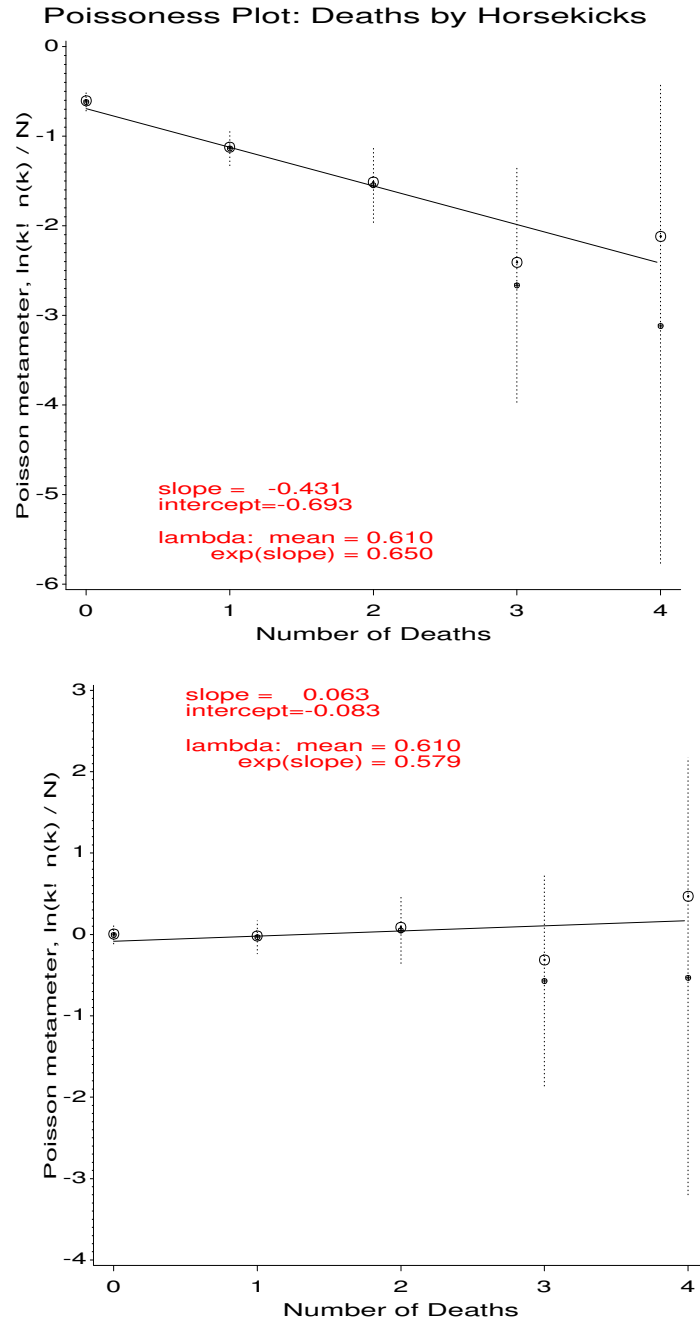 Poissoness Plot: Deaths by Horsekicks
0
-1
-2
-3
-4
-5
-6
Poisson metameter, ln(k! n(k) / N)
slope = -0.431
intercept=-0.693
lambda: mean = 0.610
exp(slope) = 0.650
0 1 2 3 4
Number of Deaths
3
2
1
0
-1
-2
-3
-4
Poisson metameter, ln(k! n(k) / N)
slope = 0.063
intercept=-0.083
lambda: mean = 0.610
exp(slope) = 0.579
0 1 2 3 4
Number of Deaths